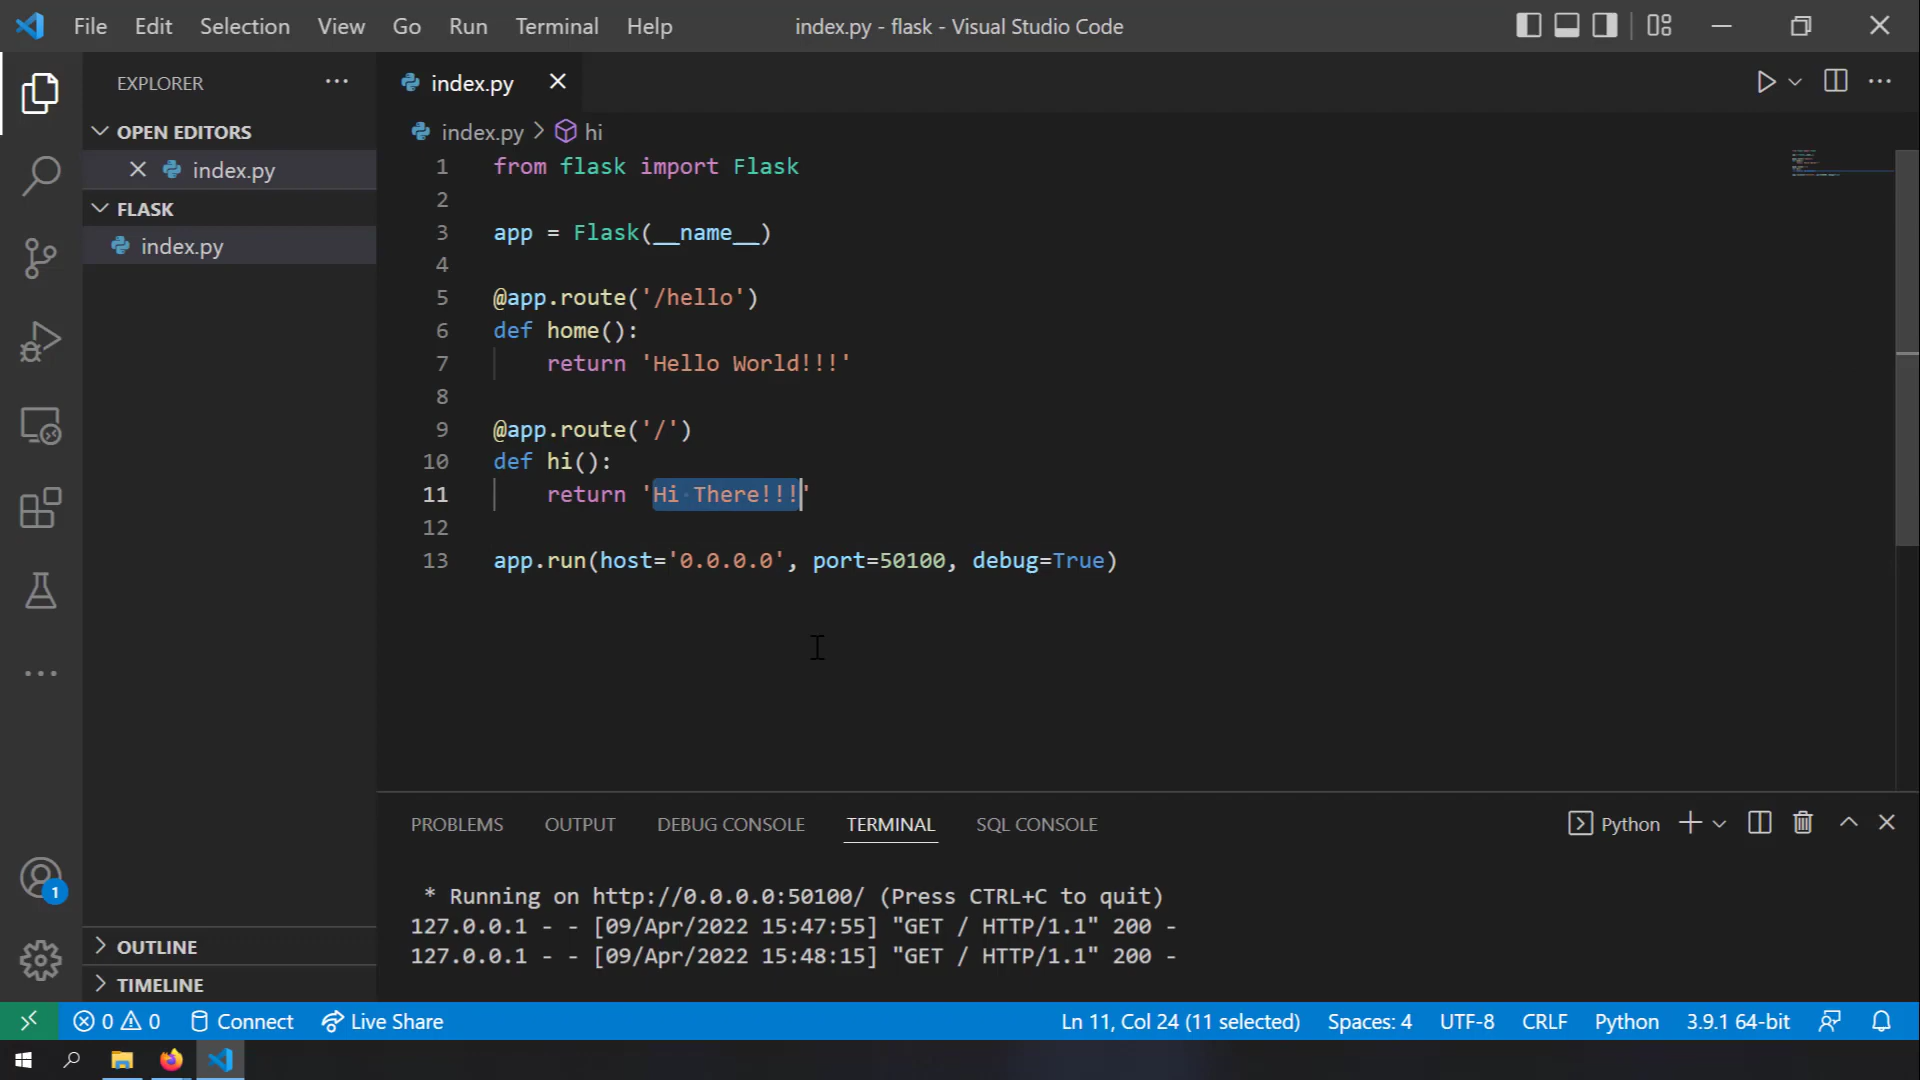 File Edit Selection View Go Run Terminal Help index.py - flask - Visual Studio Code
EXPLORER
OPEN EDITORS
index.py
FLASK
index.py
OUTLINE
TIMELINE
index.py
index.py > hi
1 from flask import Flask
2
3 app = Flask(__name__)
4
5 @app.route('/hello')
6 def home():
7 return 'Hello World!!!'
8
9 @app.route('/')
10 def hi():
11 return 'Hi There!!!'
12
13 app.run(host='0.0.0.0', port=50100, debug=True)
PROBLEMS OUTPUT DEBUG CONSOLE TERMINAL SQL CONSOLE Python
* Running on http://0.0.0.0:50100/ (Press CTRL+C to quit)
127.0.0.1 - - [09/Apr/2022 15:47:55] "GET / HTTP/1.1" 200 -
127.0.0.1 - - [09/Apr/2022 15:48:15] "GET / HTTP/1.1" 200 -
1
0 0 Connect Live Share Ln 11, Col 24 (11 selected) Spaces: 4 UTF-8 CRLF Python 3.9.1 64-bit